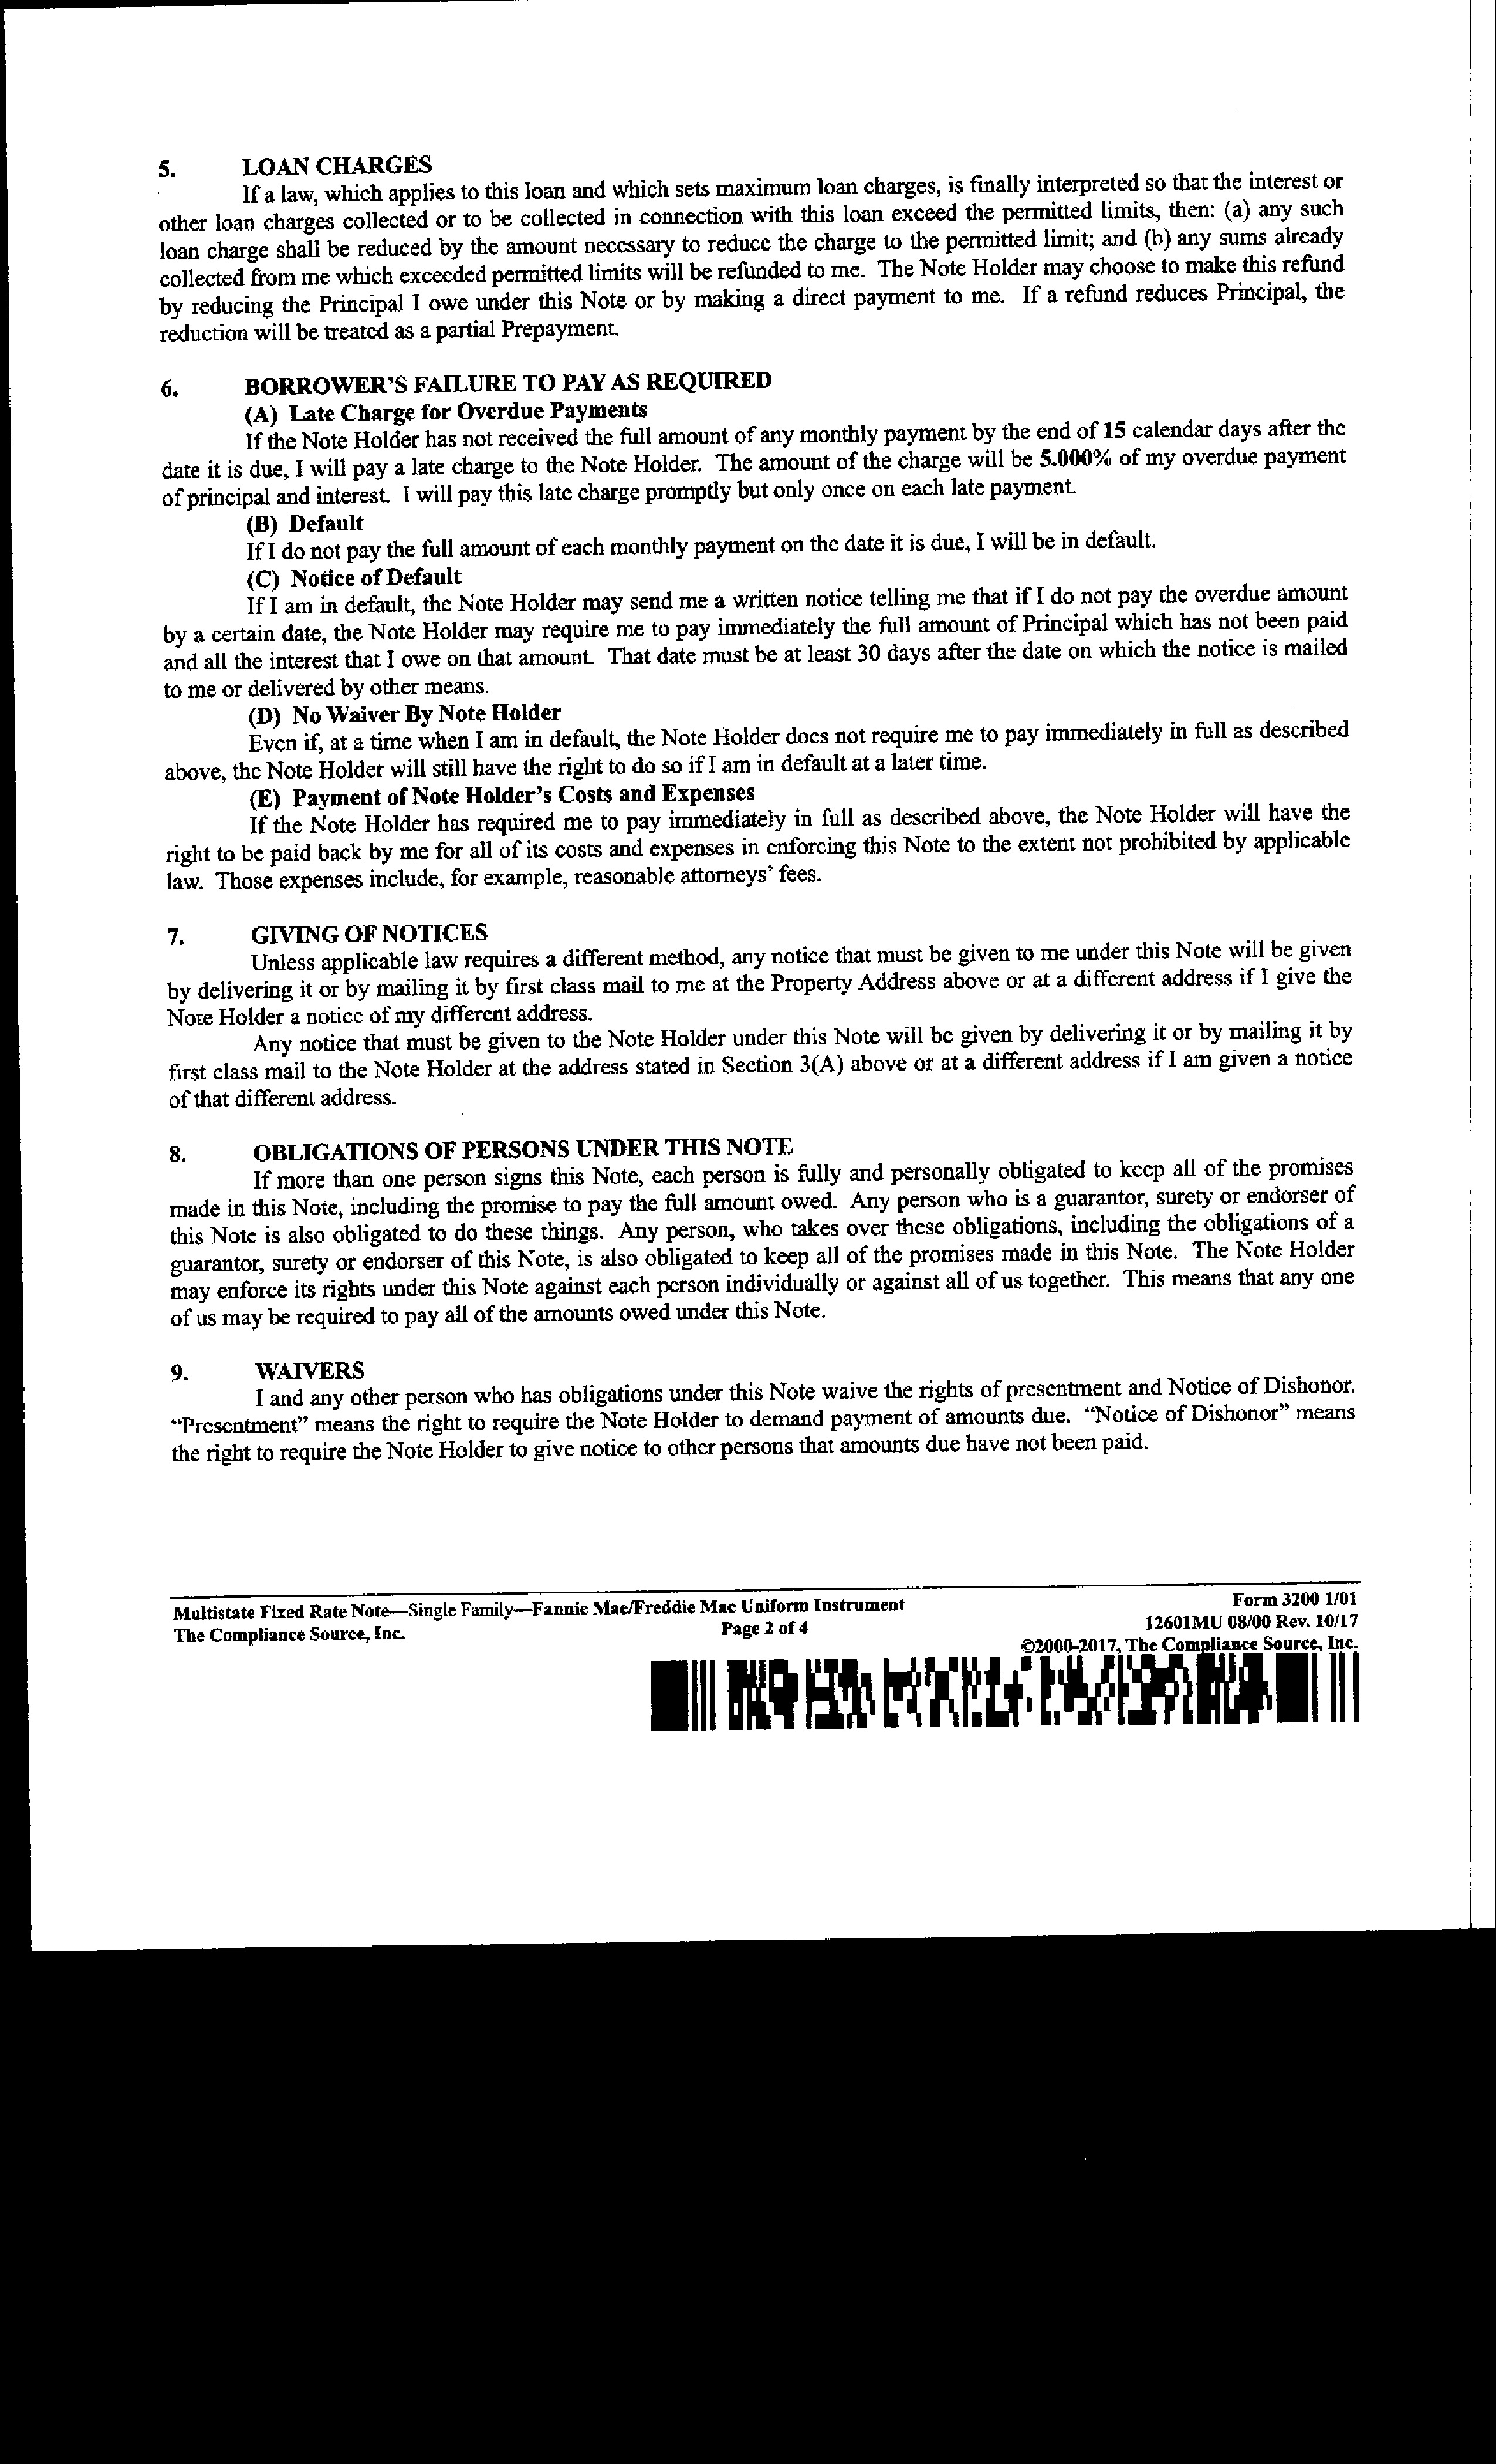 5. LOAN CHARGES
If a law, which applies to this loan and which sets maximum loan charges, is finally interpreted so that the interest or
other loan charges collected or to be collected in connection with this loan exceed the permitted limits, then: (a) any such
loan charge shall be reduced by the amount necessary to reduce the charge to the permitted limit; and (b) any sums already
collected from me which exceeded permitted limits will be refunded to me. The Note Holder may choose to make this refund
by reducing the Principal I owe under this Note or by making a direct payment to me. If a refund reduces Principal, the
reduction will be treated as a partial Prepayment.
6. BORROWER'S FAILURE TO PAY AS REQUIRED
(A) Late Charge for Overdue Payments
If the Note Holder has not received the full amount of any monthly payment by the end of 15 calendar days after the
date it is due, I will pay a late charge to the Note Holder. The amount of the charge will be 5.000% of my overdue payment
of principal and interest. I will pay this late charge promptly but only once on each late payment.
(B) Default
If I do not pay the full amount of each monthly payment on the date it is due, I will be in default.
(C) Notice of Default
If I am in default, the Note Holder may send me a written notice telling me that if I do not pay the overdue amount
by a certain date, the Note Holder may require me to pay immediately the full amount of Principal which has not been paid
and all the interest that I owe on that amount. That date must be at least 30 days after the date on which the notice is mailed
to me or delivered by other means.
(D) No Waiver By Note Holder
Even if, at a time when I am in default, the Note Holder does not require me to pay immediately in full as described
above, the Note Holder will still have the right to do so if I am in default at a later time.
(E) Payment of Note Holder's Costs and Expenses
If the Note Holder has required me to pay immediately in full as described above, the Note Holder will have the
right to be paid back by me for all of its costs and expenses in enforcing this Note to the extent not prohibited by applicable
law. Those expenses include, for example, reasonable attorneys' fees.
7. GIVING OF NOTICES
Unless applicable law requires a different method, any notice that must be given to me under this Note will be given
by delivering it or by mailing it by first class mail to me at the Property Address above or at a different address if I give the
Note Holder a notice of my different address.
Any notice that must be given to the Note Holder under this Note will be given by delivering it or by mailing it by
first class mail to the Note Holder at the address stated in Section 3(A) above or at a different address if I am given a notice
of that different address.
8. OBLIGATIONS OF PERSONS UNDER THIS NOTE
If more than one person signs this Note, each person is fully and personally obligated to keep all of the promises
made in this Note, including the promise to pay the full amount owed. Any person who is a guarantor, surety or endorser of
this Note is also obligated to do these things. Any person, who takes over these obligations, including the obligations of a
guarantor, surety or endorser of this Note, is also obligated to keep all of the promises made in this Note. The Note Holder
may enforce its rights under this Note against each person individually or against all of us together. This means that any one
of us may be required to pay all of the amounts owed under this Note.
9. WAIVERS
I and any other person who has obligations under this Note waive the rights of presentment and Notice of Dishonor.
"Presentment" means the right to require the Note Holder to demand payment of amounts due. "Notice of Dishonor" means
the right to require the Note Holder to give notice to other persons that amounts due have not been paid.
Multistate Fixed Rate Note—Single Family—Fannie Mae/Freddie Mac Uniform Instrument Form 3200 1/01
The Compliance Source, Inc. Page 2 of 4 12601MU 08/00 Rev. 10/17
©2000-2017, The Compliance Source, Inc.